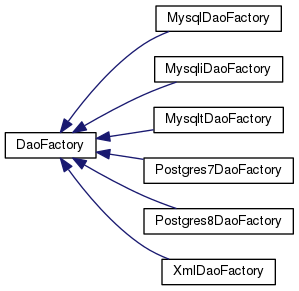 MysqlDaoFactory
MysqliDaoFactory
MysqltDaoFactory
DaoFactory
Postgres7DaoFactory
Postgres8DaoFactory
XmlDaoFactory